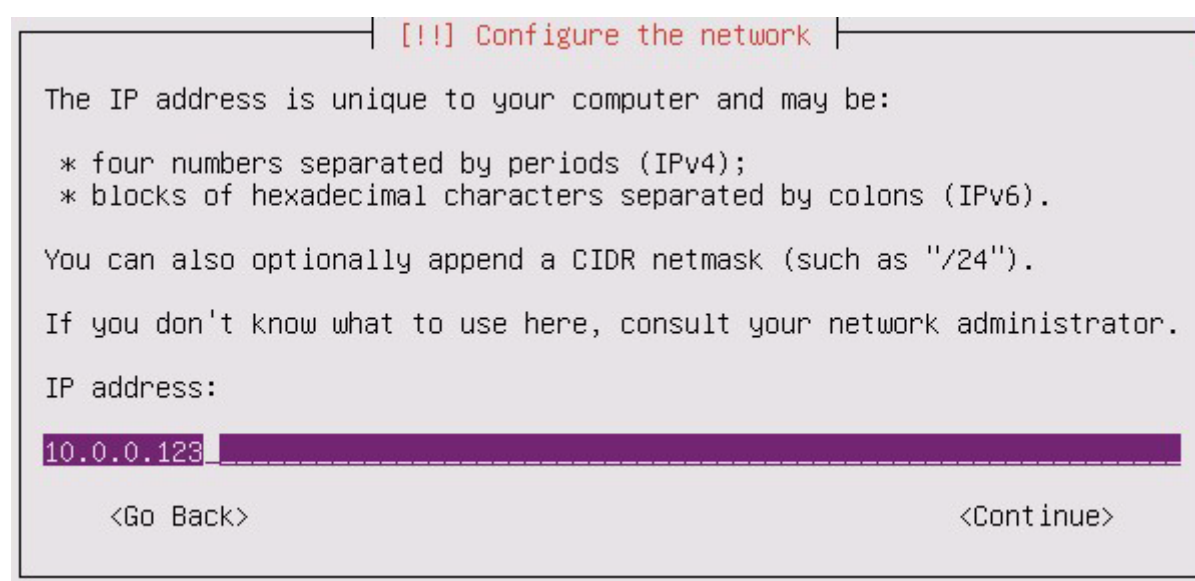 [!!] Configure the network
The IP address is unique to your computer and may be:
* four numbers separated by periods (IPv4);
* blocks of hexadecimal characters separated by colons (IPv6).
You can also optionally append a CIDR netmask (such as "/24").
If you don't know what to use here, consult your network administrator.
IP address:
10.0.0.123
<Go Back> <Continue>